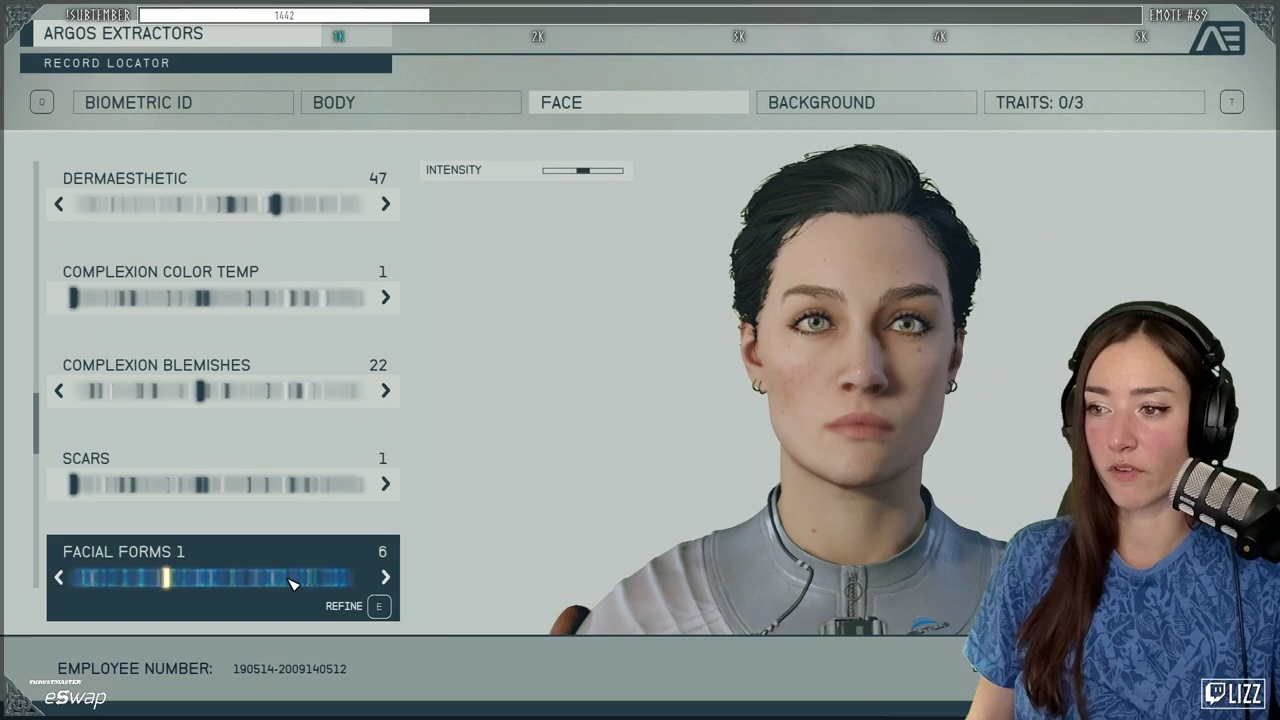 !SUBTEMBER
1442
EMOTE #69
1K
2K
3K
4K
5K
ARGOS EXTRACTORS
AE
RECORD LOCATOR
Q
BIOMETRIC ID
BODY
FACE
BACKGROUND
TRAITS: 0/3
T
DERMAESTHETIC
47
INTENSITY
COMPLEXION COLOR TEMP
1
COMPLEXION BLEMISHES
22
SCARS
1
FACIAL FORMS 1
6
REFINE
E
EMPLOYEE NUMBER:
190514-2009140512
THRUSTMASTER
eSwap
LIZZ